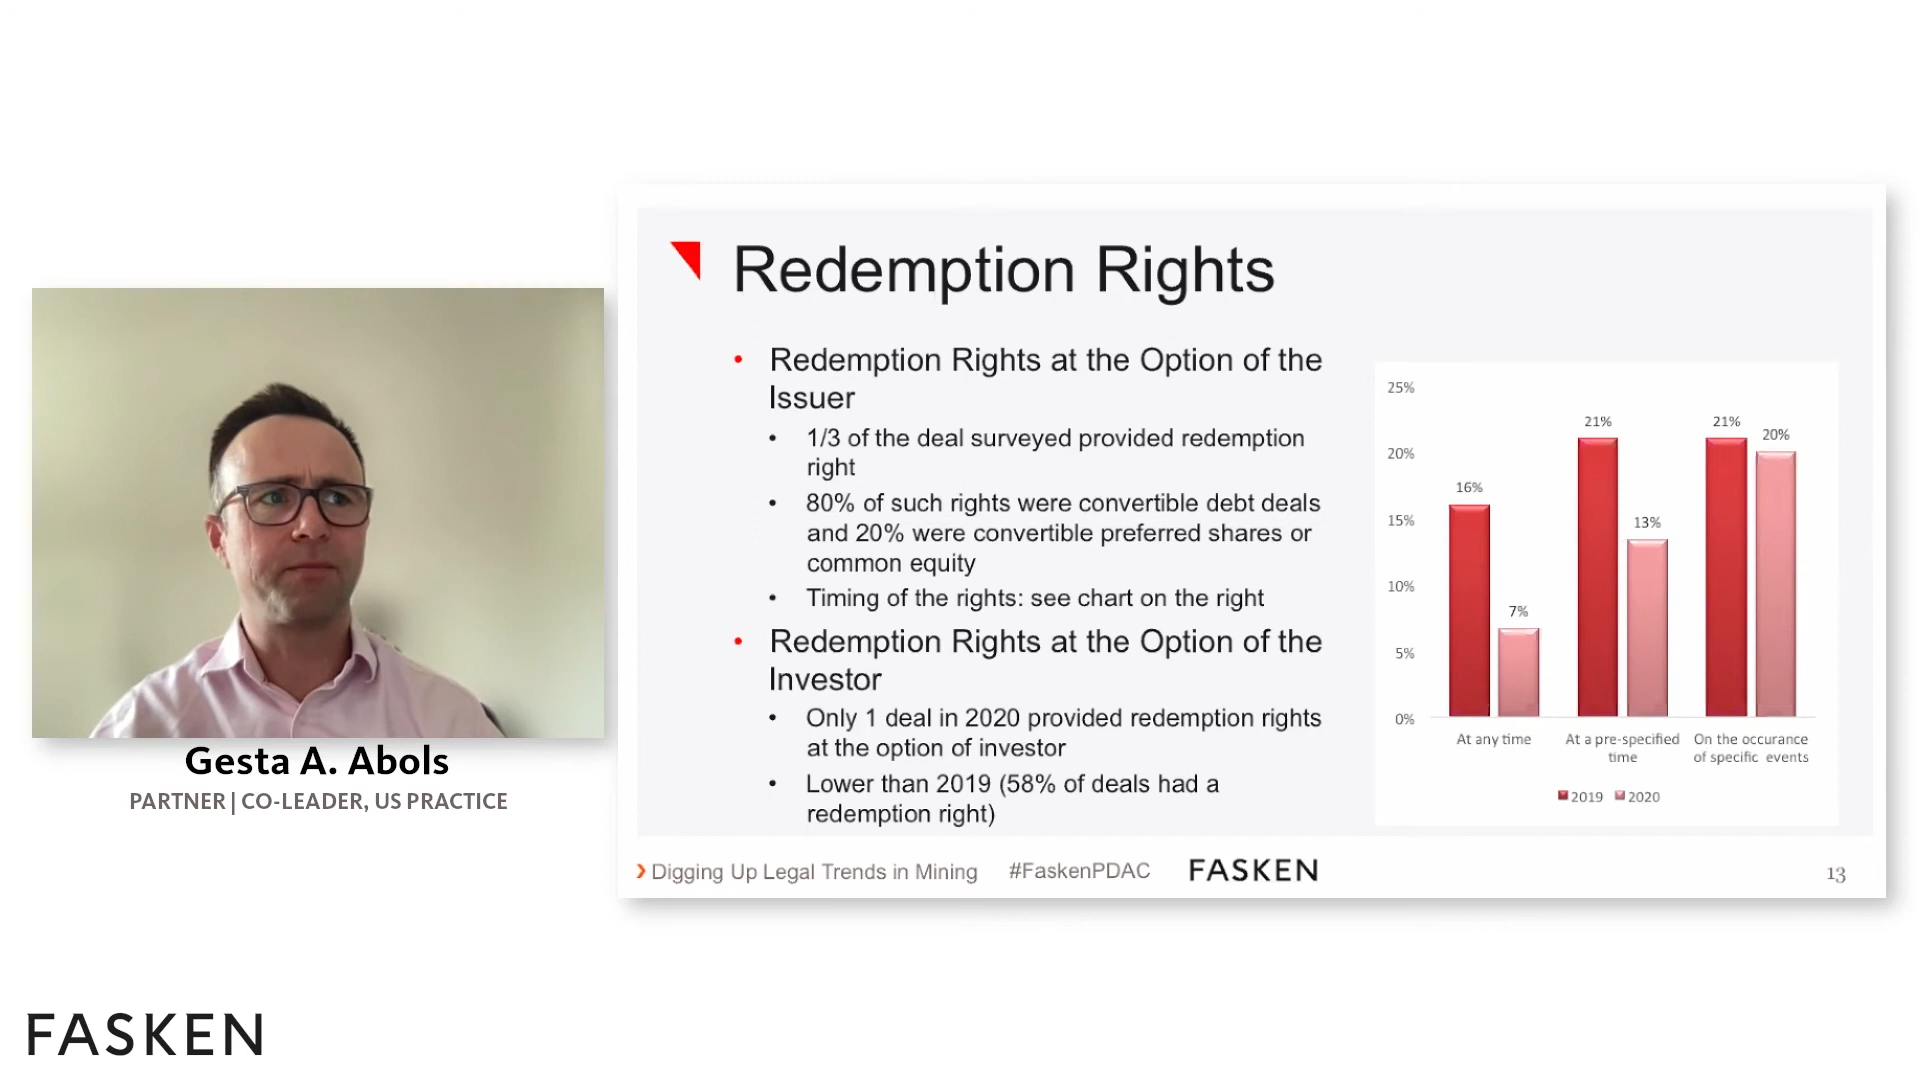 Redemption Rights
• Redemption Rights at the Option of the
Issuer
• 1/3 of the deal surveyed provided redemption
right
• 80% of such rights were convertible debt deals
and 20% were convertible preferred shares or
common equity
• Timing of the rights: see chart on the right
• Redemption Rights at the Option of the
Investor
• Only 1 deal in 2020 provided redemption rights
at the option of investor
• Lower than 2019 (58% of deals had a
redemption right)
25%
20%
15%
10%
5%
0%
16%
7%
21%
13%
21%
20%
At any time
At a pre-specified
time
On the occurance
of specific events
2019 2020
Digging Up Legal Trends in Mining #FaskenPDAC FASKEN 13
Gesta A. Abols
PARTNER | CO-LEADER, US PRACTICE
FASKEN